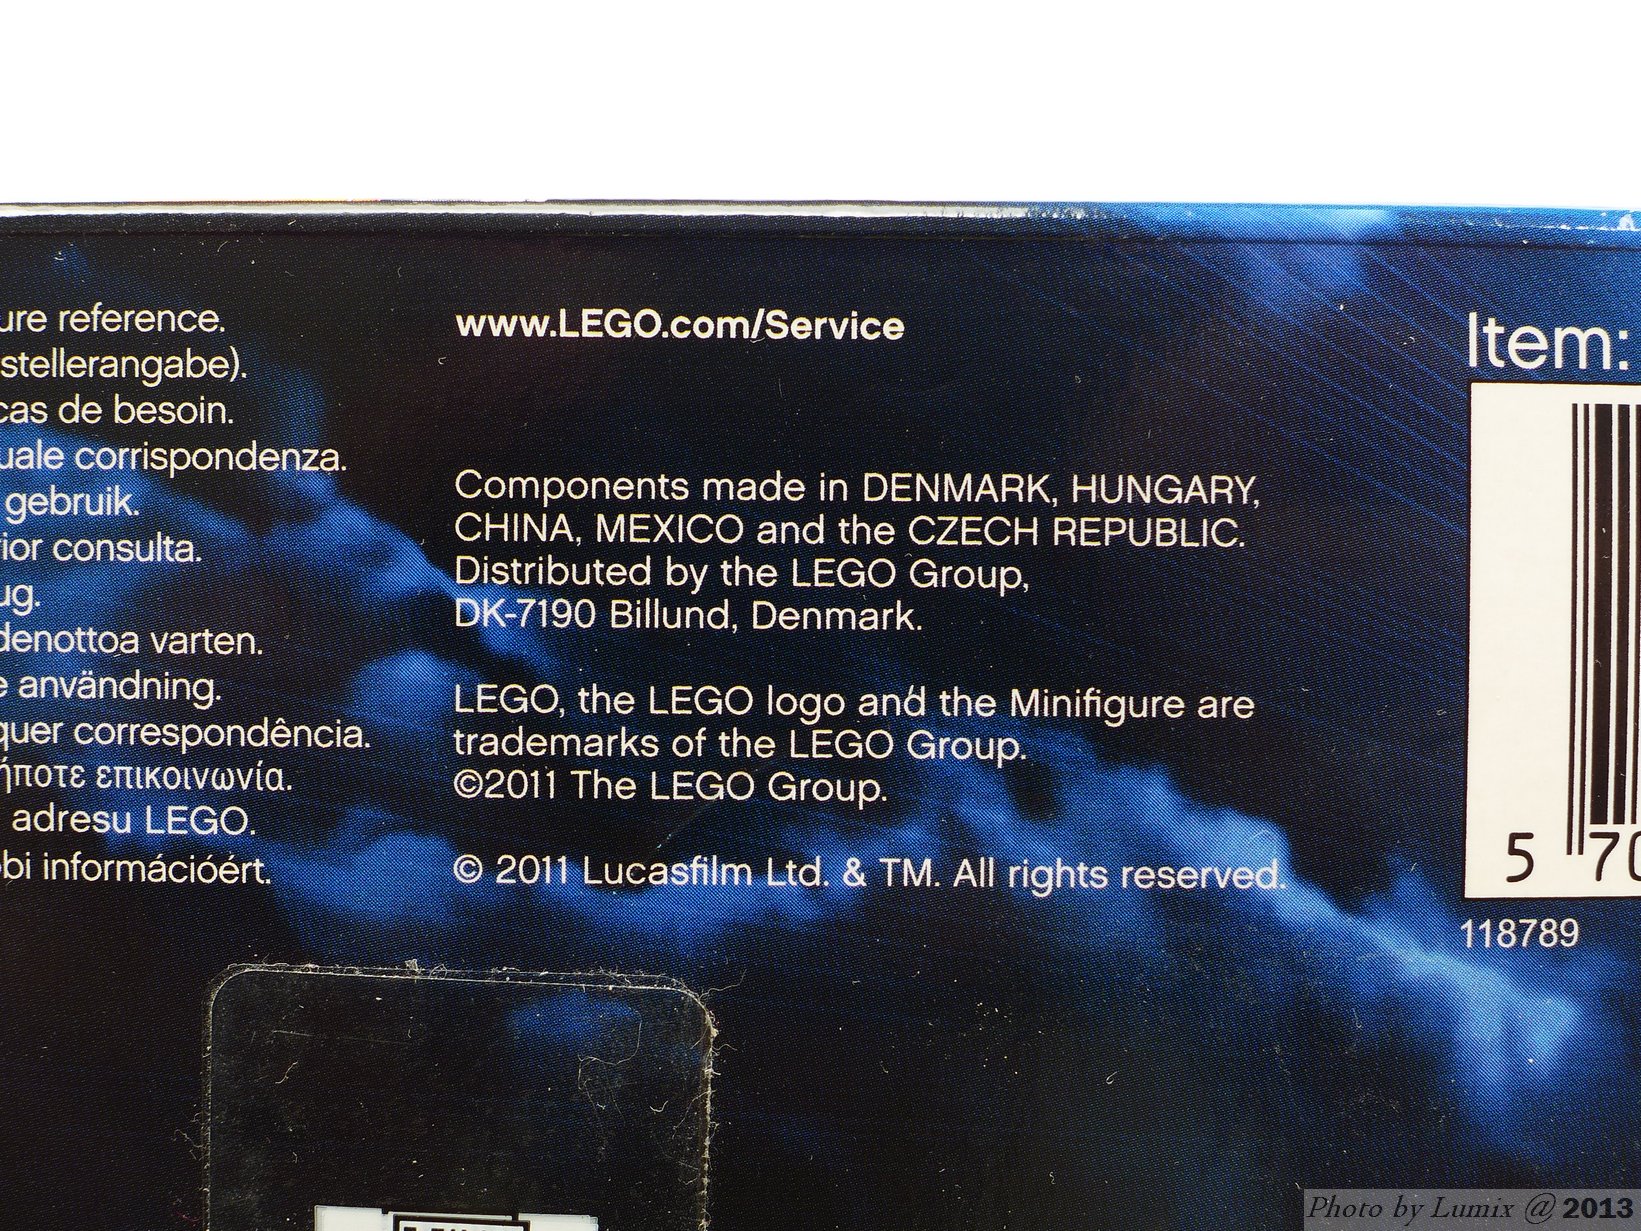 ure reference.
stellerangabe).
cas de besoin.
uale corrispondenza.
gebruik.
ior consulta.
ug.
denottoa varten.
e användning.
quer correspondência.
ήποτε επικοινωνία.
adresu LEGO.
bi információért.
www.LEGO.com/Service
Components made in DENMARK, HUNGARY,
CHINA, MEXICO and the CZECH REPUBLIC.
Distributed by the LEGO Group,
DK-7190 Billund, Denmark.
LEGO, the LEGO logo and the Minifigure are
trademarks of the LEGO Group.
©2011 The LEGO Group.
© 2011 Lucasfilm Ltd. & TM. All rights reserved.
Item:
5 70
118789
Photo by Lumix @ 2013